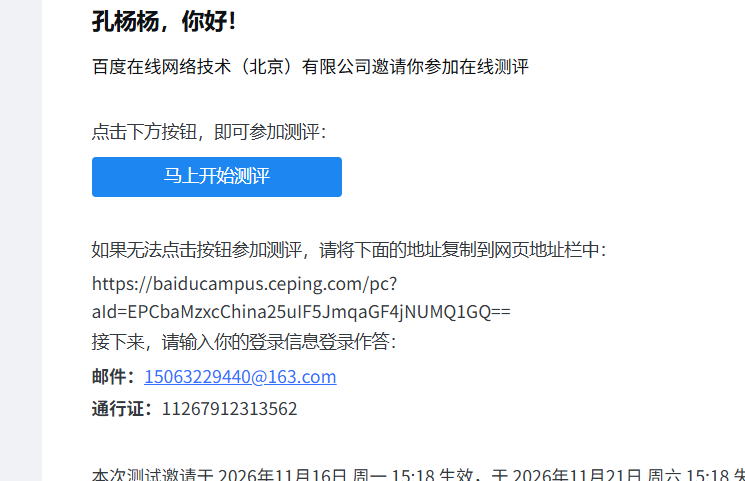 孔杨杨，你好！
百度在线网络技术（北京）有限公司邀请你参加在线测评
点击下方按钮，即可参加测评：
马上开始测评
如果无法点击按钮参加测评，请将下面的地址复制到网页地址栏中：
https://baiducampus.ceping.com/pc?
aId=EPCbaMzxcChina25uIF5JmqaGF4jNUMQ1GQ==
接下来，请输入你的登录信息登录作答：
邮件：15063229440@163.com
通行证：11267912313562
本次测试邀请于 2026年11月16日 周一 15:18 生效，于 2026年11月21日 周六 15:18 失